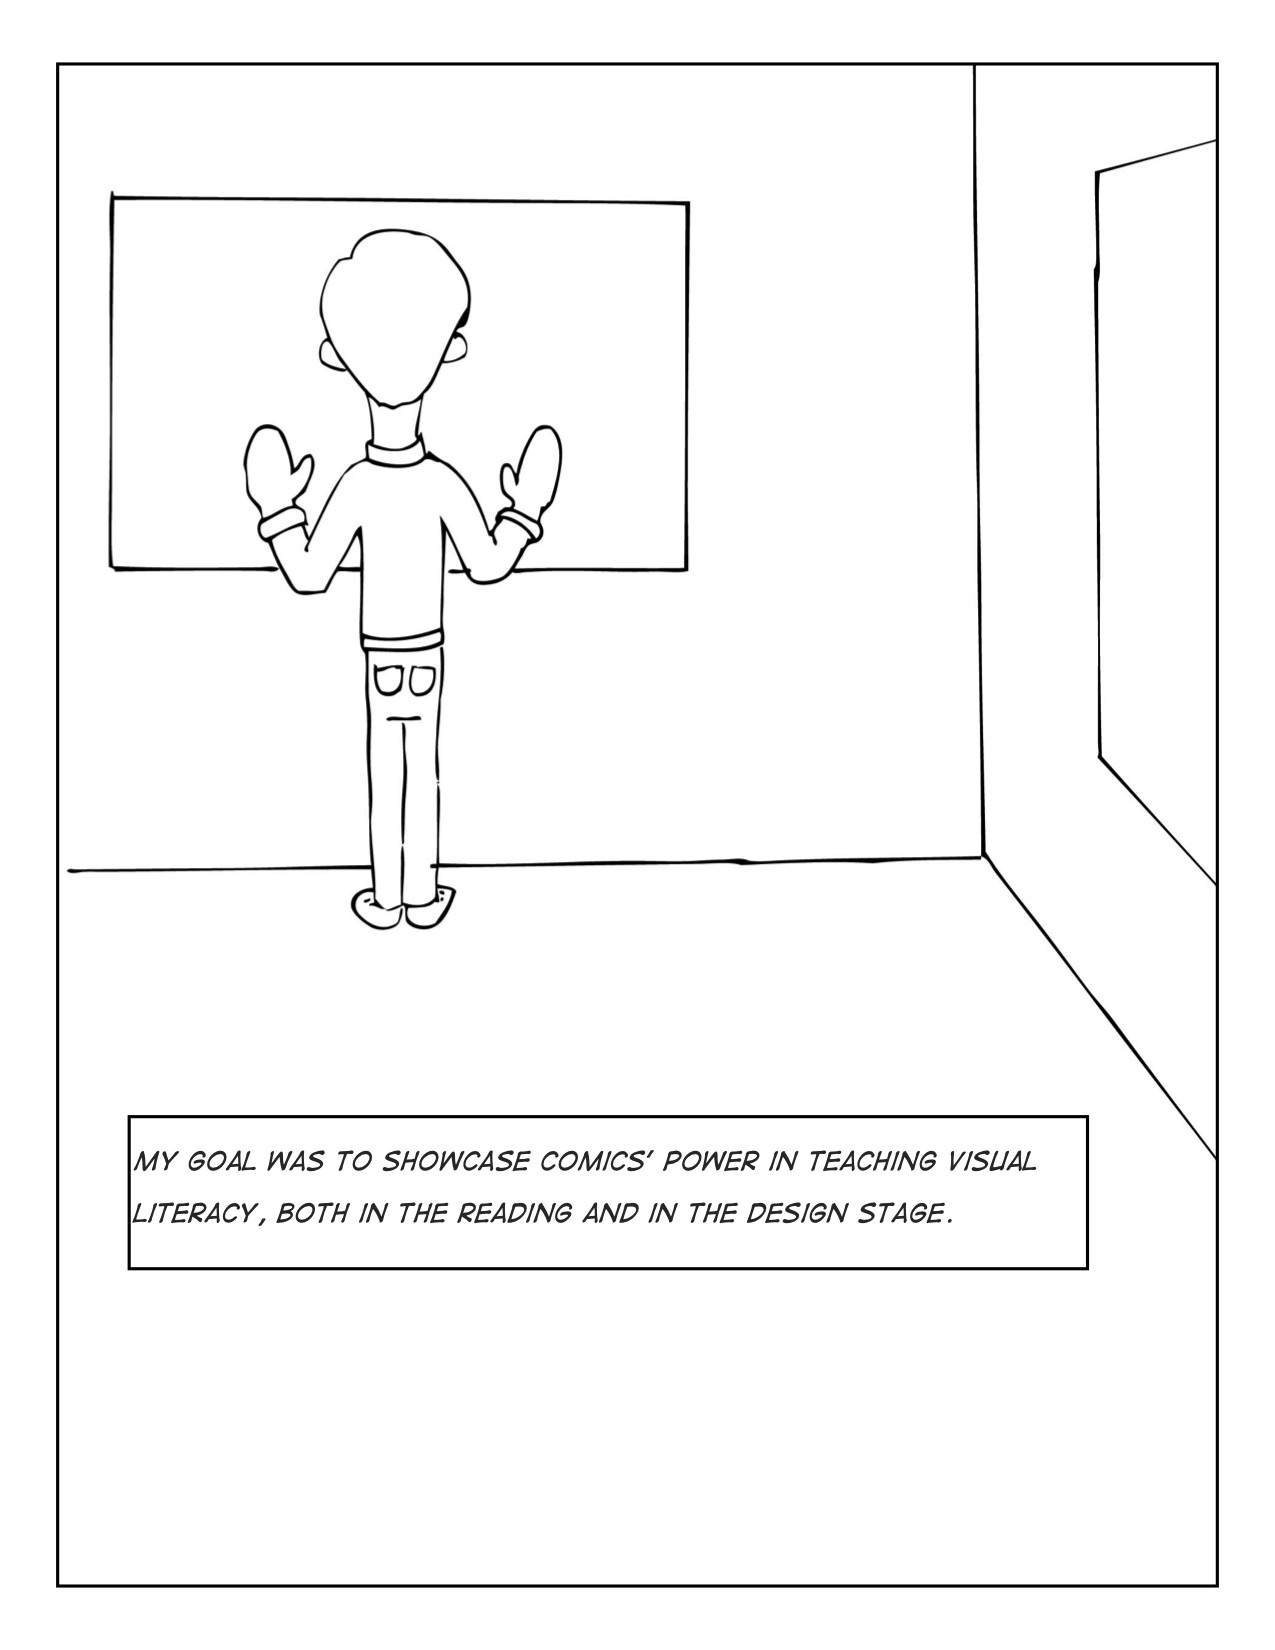 MY GOAL WAS TO SHOWCASE COMICS' POWER IN TEACHING VISUAL
LITERACY, BOTH IN THE READING AND IN THE DESIGN STAGE.